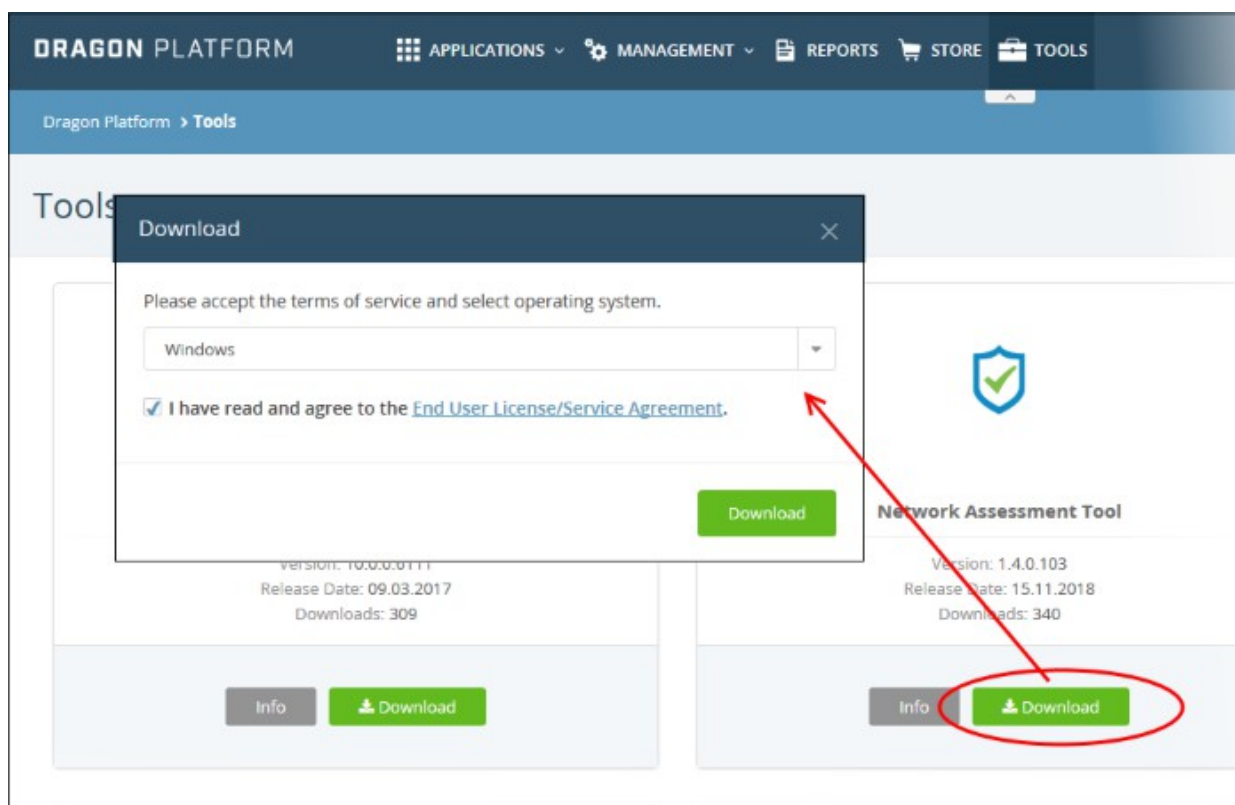 DRAGON PLATFORM
APPLICATIONS
MANAGEMENT
REPORTS
STORE
TOOLS
Dragon Platform > Tools
Tools
Download
Please accept the terms of service and select operating system.
Windows
I have read and agree to the End User License/Service Agreement.
Download
Release Date: 09.03.2017
Downloads: 309
Info
Download
Network Assessment Tool
Version: 1.4.0.103
Release Date: 15.11.2018
Downloads: 340
Info
Download